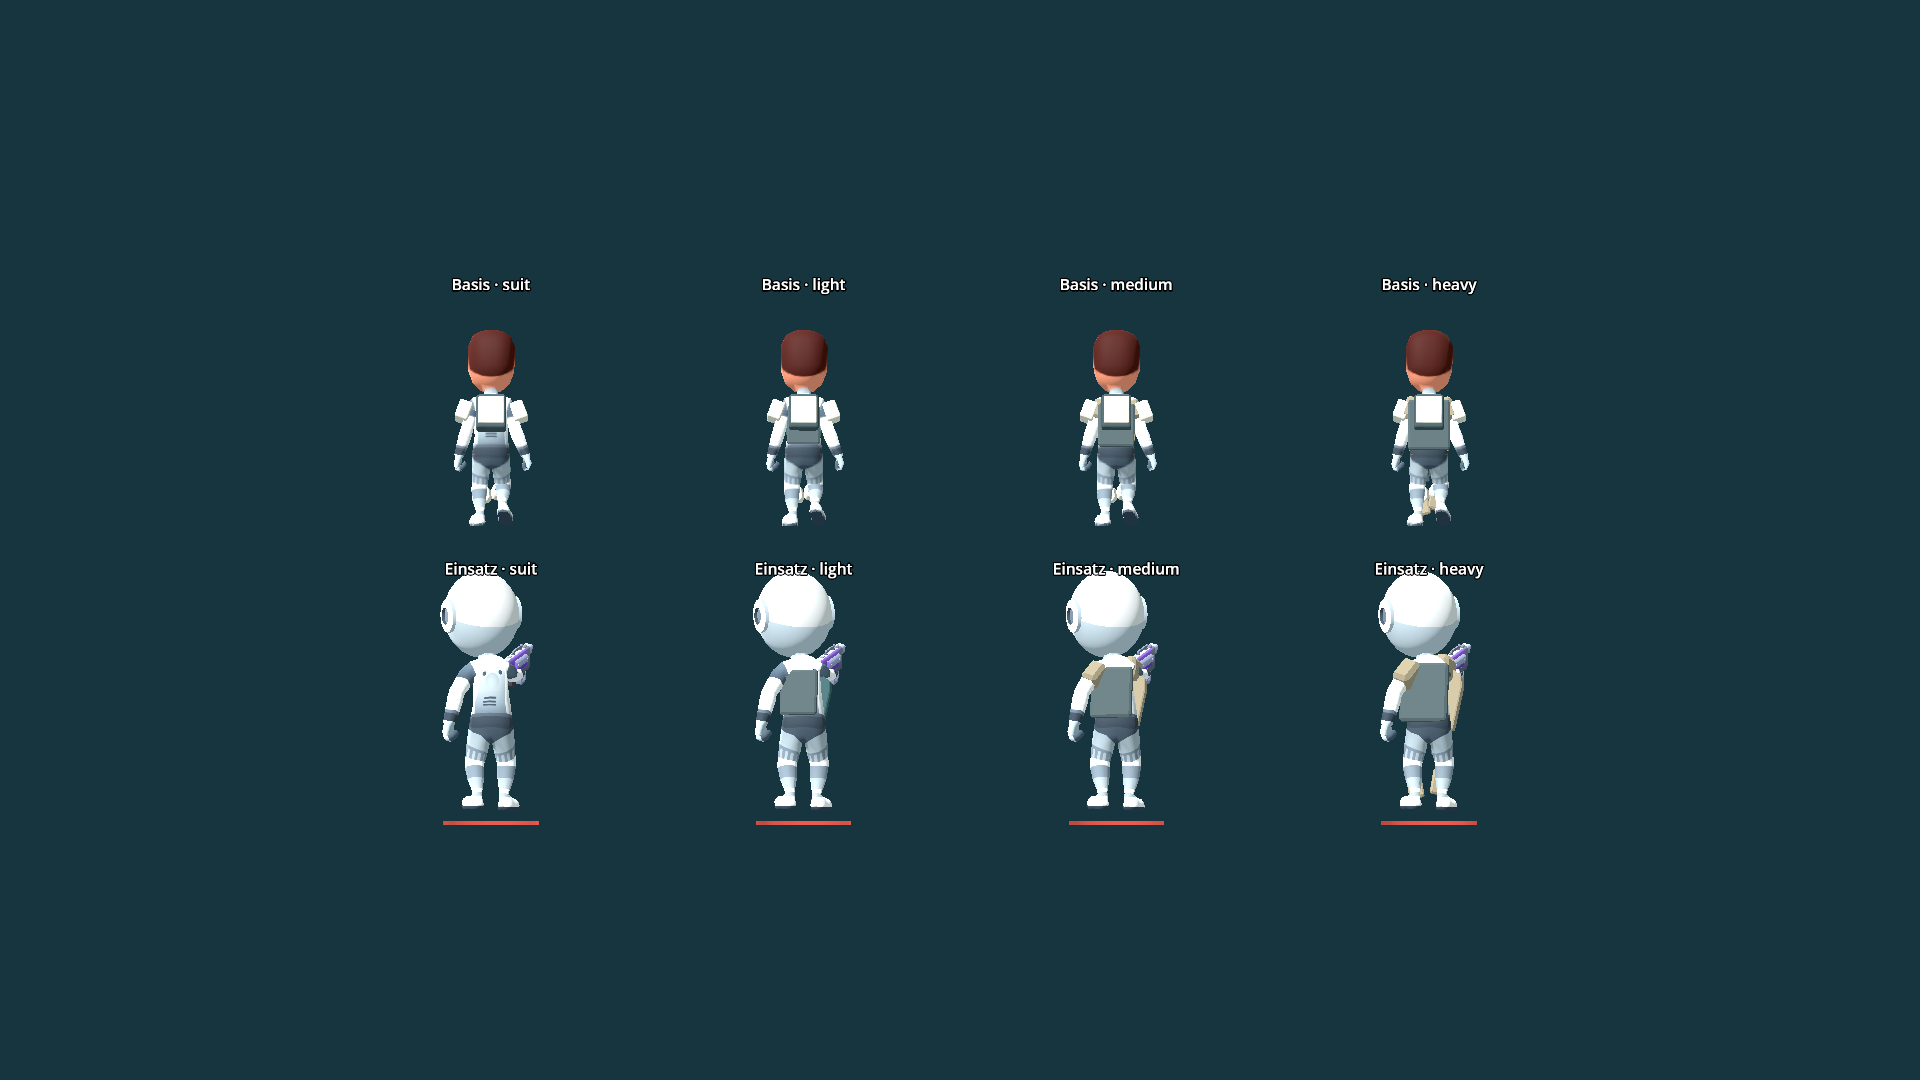 Basis · suit
Basis · light
Basis · medium
Basis · heavy
Einsatz · suit
Einsatz · light
Einsatz · medium
Einsatz · heavy